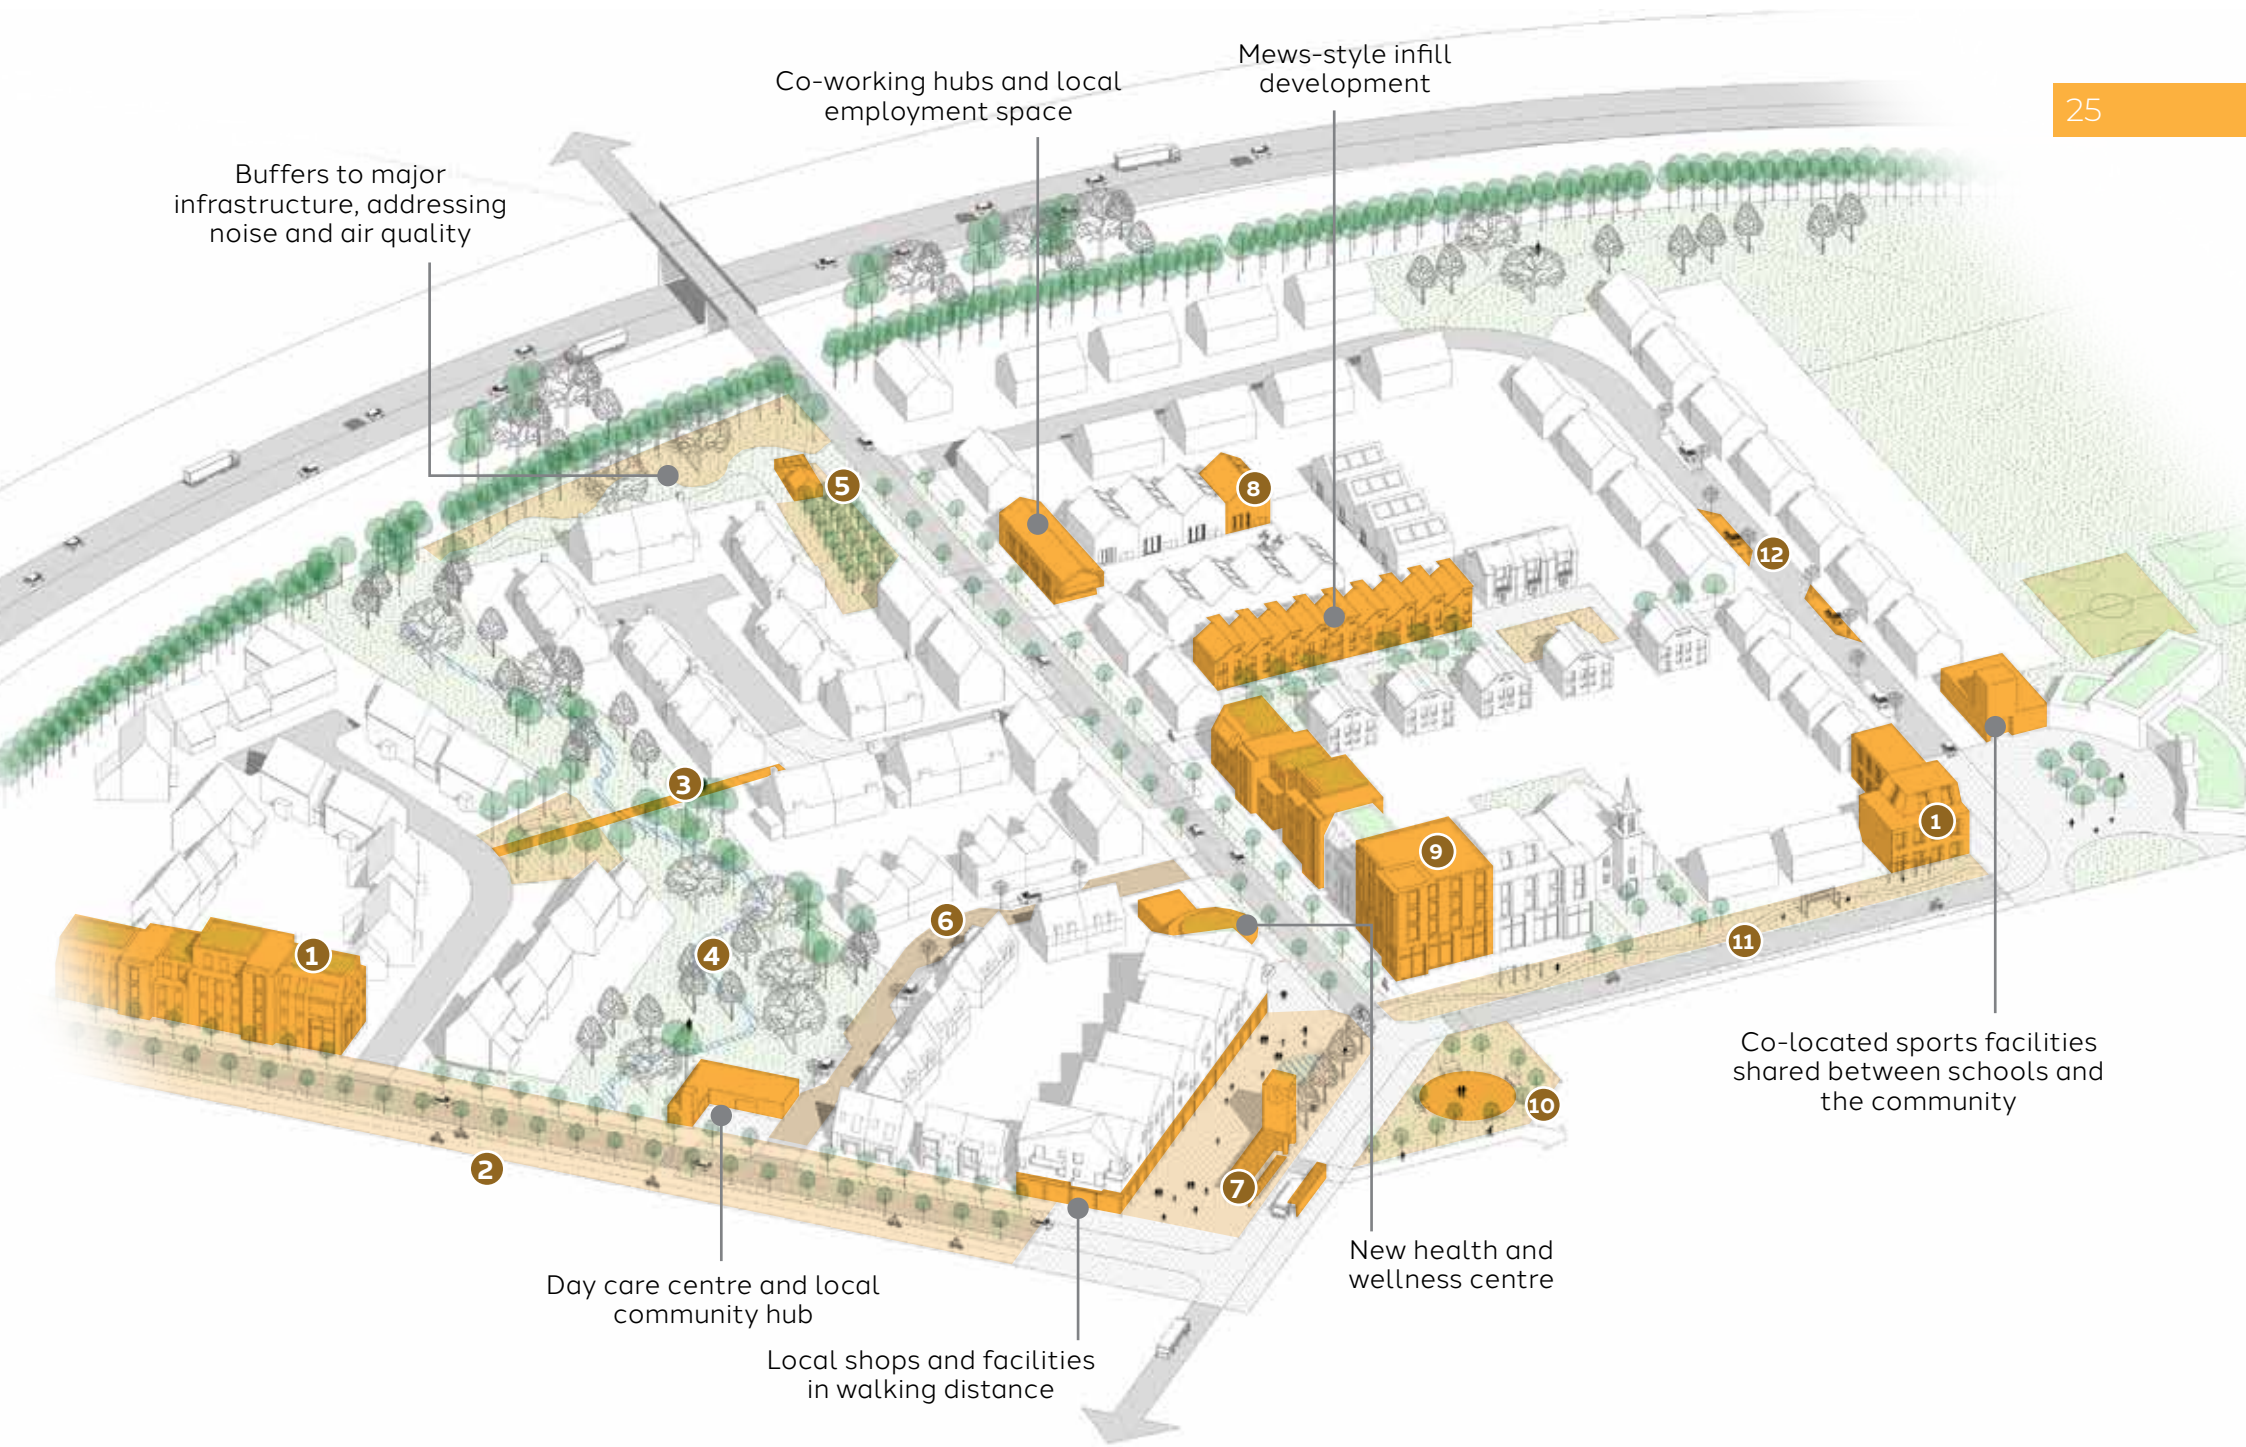 Mews-style infill
development
Co-working hubs and local
employment space
25
Buffers to major
infrastructure, addressing
noise and air quality
5
8
12
3
1
9
6
11
4
1
10
2
7
Co-located sports facilities
shared between schools and
the community
New health and
wellness centre
Day care centre and local
community hub
Local shops and facilities
in walking distance